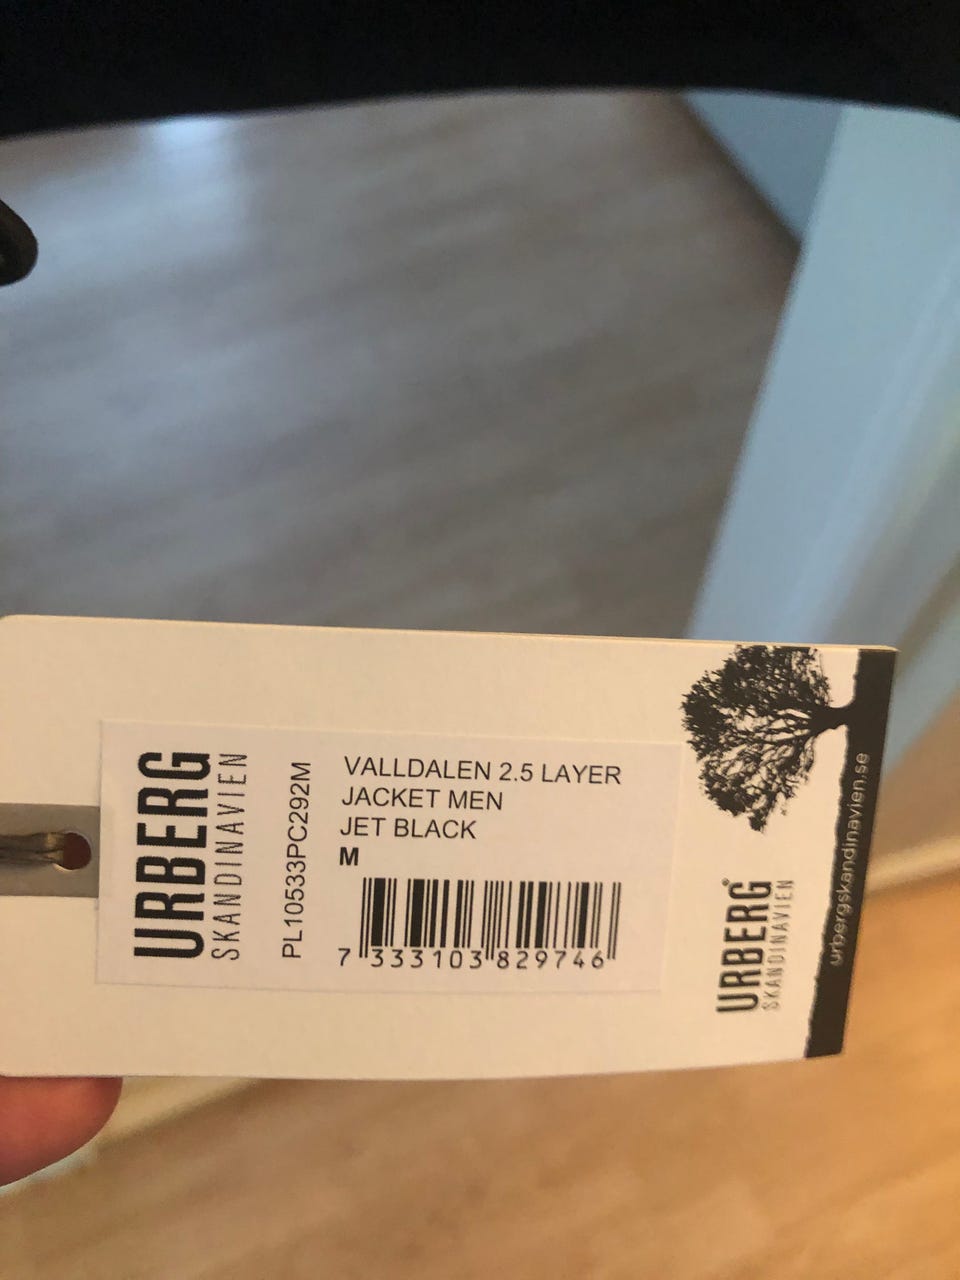 URBERG
SKANDINAVIEN
PL10533PC292M
VALLDALEN 2.5 LAYER
JACKET MEN
JET BLACK
M
7 333103 829746
URBERG
SKANDINAVIEN
urbergskandinavien.se